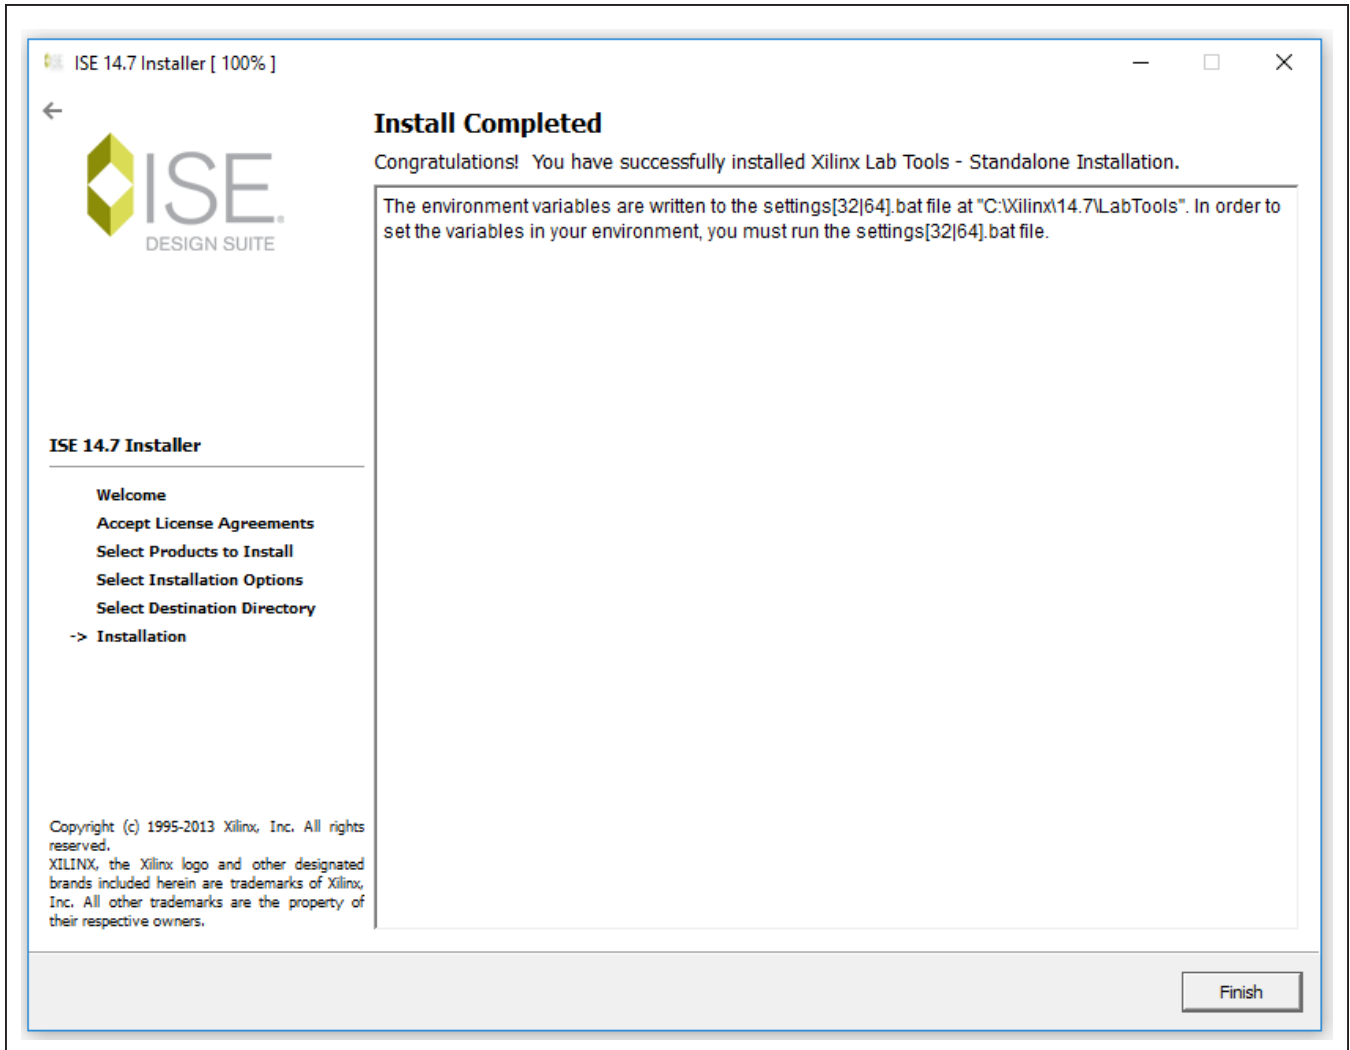 ISE 14.7 Installer [ 100% ]
ISE
DESIGN SUITE
Install Completed
Congratulations!  You have successfully installed Xilinx Lab Tools - Standalone Installation.
The environment variables are written to the settings[32|64].bat file at "C:\Xilinx\14.7\LabTools". In order to
set the variables in your environment, you must run the settings[32|64].bat file.
ISE 14.7 Installer
Welcome
Accept License Agreements
Select Products to Install
Select Installation Options
Select Destination Directory
-> Installation
Copyright (c) 1995-2013 Xilinx, Inc. All rights
reserved.
XILINX, the Xilinx logo and other designated
brands included herein are trademarks of Xilinx,
Inc. All other trademarks are the property of
their respective owners.
Finish